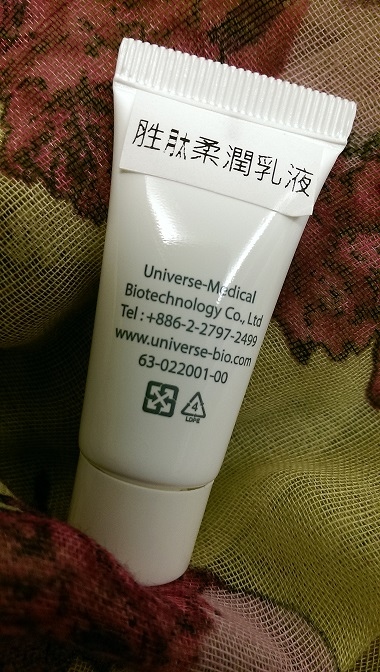 胜肽柔潤乳液
Universe-Medical
Biotechnology Co., Ltd
Tel : +886-2-2797-2499
www.universe-bio.com
63-022001-00
4
LDPE